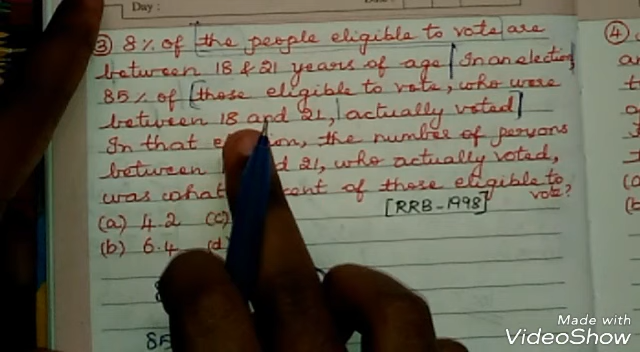 Day :
③ 8% of [the people eligible to vote] are
between 18 & 21 years of age] In an election
85% of [those eligible to vote, who were
between 18 and 21,] actually voted]
In that, the number of persons
between 21, who actually voted,
was what of those eligible to
vote?
[RRB-1998]
(a) 4.2 (c)
(b) 6.4 (d
④
(a
(b
Made with
VideoShow